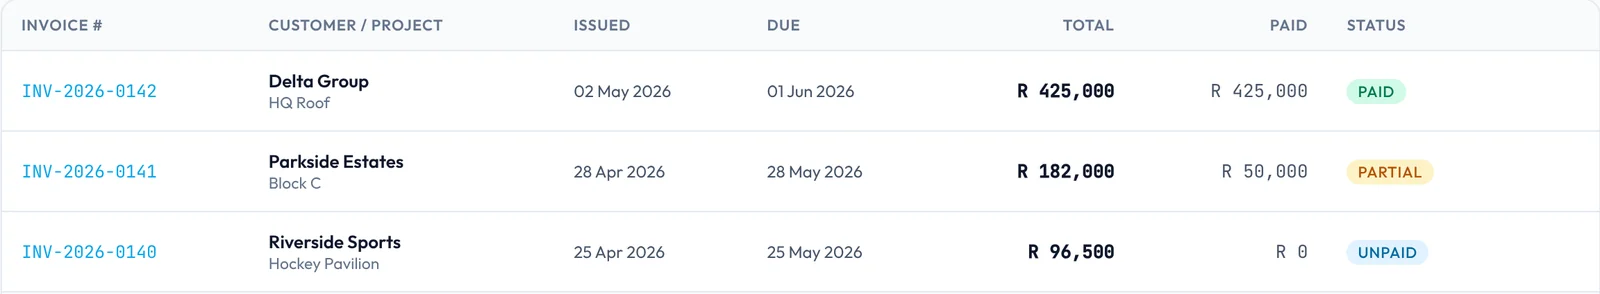 INVOICE # CUSTOMER / PROJECT ISSUED DUE TOTAL PAID STATUS
INV-2026-0142 Delta Group 02 May 2026 01 Jun 2026 R 425,000 R 425,000 PAID
HQ Roof
INV-2026-0141 Parkside Estates 28 Apr 2026 28 May 2026 R 182,000 R 50,000 PARTIAL
Block C
INV-2026-0140 Riverside Sports 25 Apr 2026 25 May 2026 R 96,500 R 0 UNPAID
Hockey Pavilion